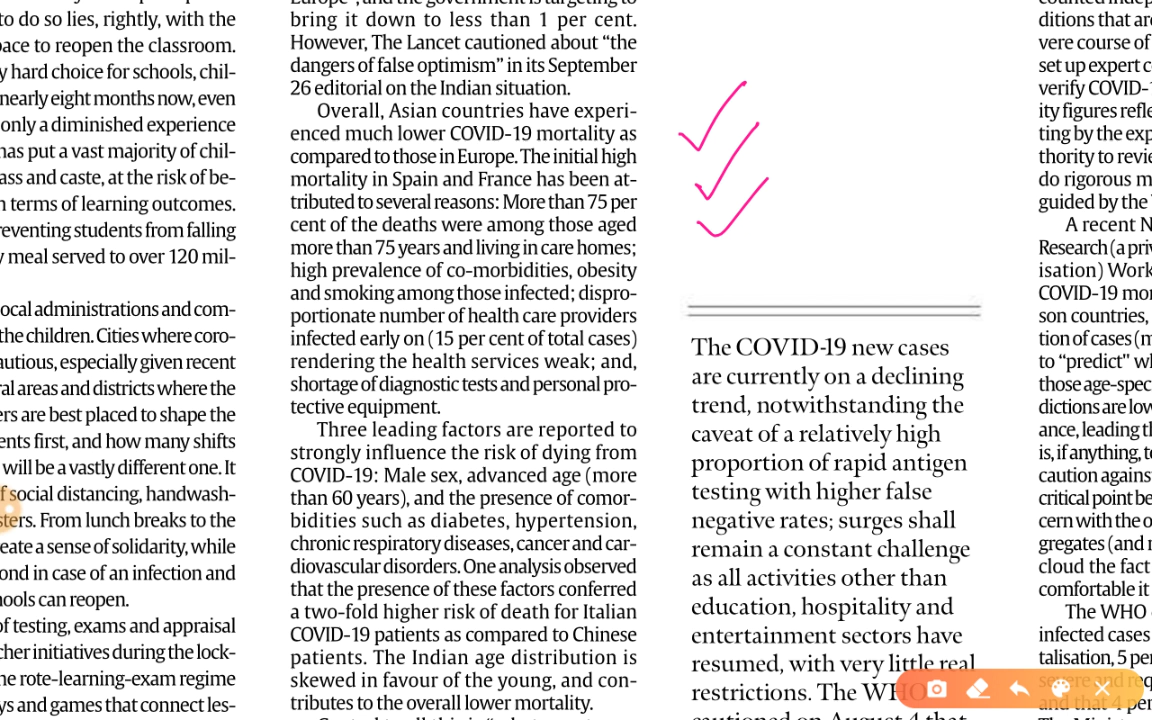 to do so lies, rightly, with the
pace to reopen the classroom.
y hard choice for schools, chil-
nearly eight months now, even
only a diminished experience
has put a vast majority of chil-
ass and caste, at the risk of be-
n terms of learning outcomes.
reventing students from falling
y meal served to over 120 mil-
ocal administrations and com-
the children. Cities where coro-
autious, especially given recent
ral areas and districts where the
ers are best placed to shape the
ents first, and how many shifts
will be a vastly different one. It
f social distancing, handwash-
sters. From lunch breaks to the
eate a sense of solidarity, while
ond in case of an infection and
hools can reopen.
of testing, exams and appraisal
cher initiatives during the lock-
he rote-learning-exam regime
ys and games that connect les-
Europe", and the government is targeting to
bring it down to less than 1 per cent.
However, The Lancet cautioned about “the
dangers of false optimism” in its September
26 editorial on the Indian situation.
Overall, Asian countries have experi-
enced much lower COVID-19 mortality as
compared to those in Europe. The initial high
mortality in Spain and France has been at-
tributed to several reasons: More than 75 per
cent of the deaths were among those aged
more than 75 years and living in care homes;
high prevalence of co-morbidities, obesity
and smoking among those infected; dispro-
portionate number of health care providers
infected early on (15 per cent of total cases)
rendering the health services weak; and,
shortage of diagnostic tests and personal pro-
tective equipment.
Three leading factors are reported to
strongly influence the risk of dying from
COVID-19: Male sex, advanced age (more
than 60 years), and the presence of comor-
bidities such as diabetes, hypertension,
chronic respiratory diseases, cancer and car-
diovascular disorders. One analysis observed
that the presence of these factors conferred
a two-fold higher risk of death for Italian
COVID-19 patients as compared to Chinese
patients. The Indian age distribution is
skewed in favour of the young, and con-
tributes to the overall lower mortality.
The COVID-19 new cases
are currently on a declining
trend, notwithstanding the
caveat of a relatively high
proportion of rapid antigen
testing with higher false
negative rates; surges shall
remain a constant challenge
as all activities other than
education, hospitality and
entertainment sectors have
resumed, with very little real
restrictions. The WHO
cautioned on August 4 that
ditions that are
vere course of
set up expert c
verify COVID-1
ity figures refle
ting by the exp
thority to revie
do rigorous m
guided by the
A recent N
Research (a priv
isation) Work
COVID-19 mor
son countries,
tion of cases (m
to “predict” wh
those age-spec
dictions are low
ance, leading th
is, if anything, t
caution agains
critical point be
cern with the o
gregates (and r
cloud the fact
comfortable it
The WHO
infected cases
talisation, 5 per
severe and req
and that 4 per